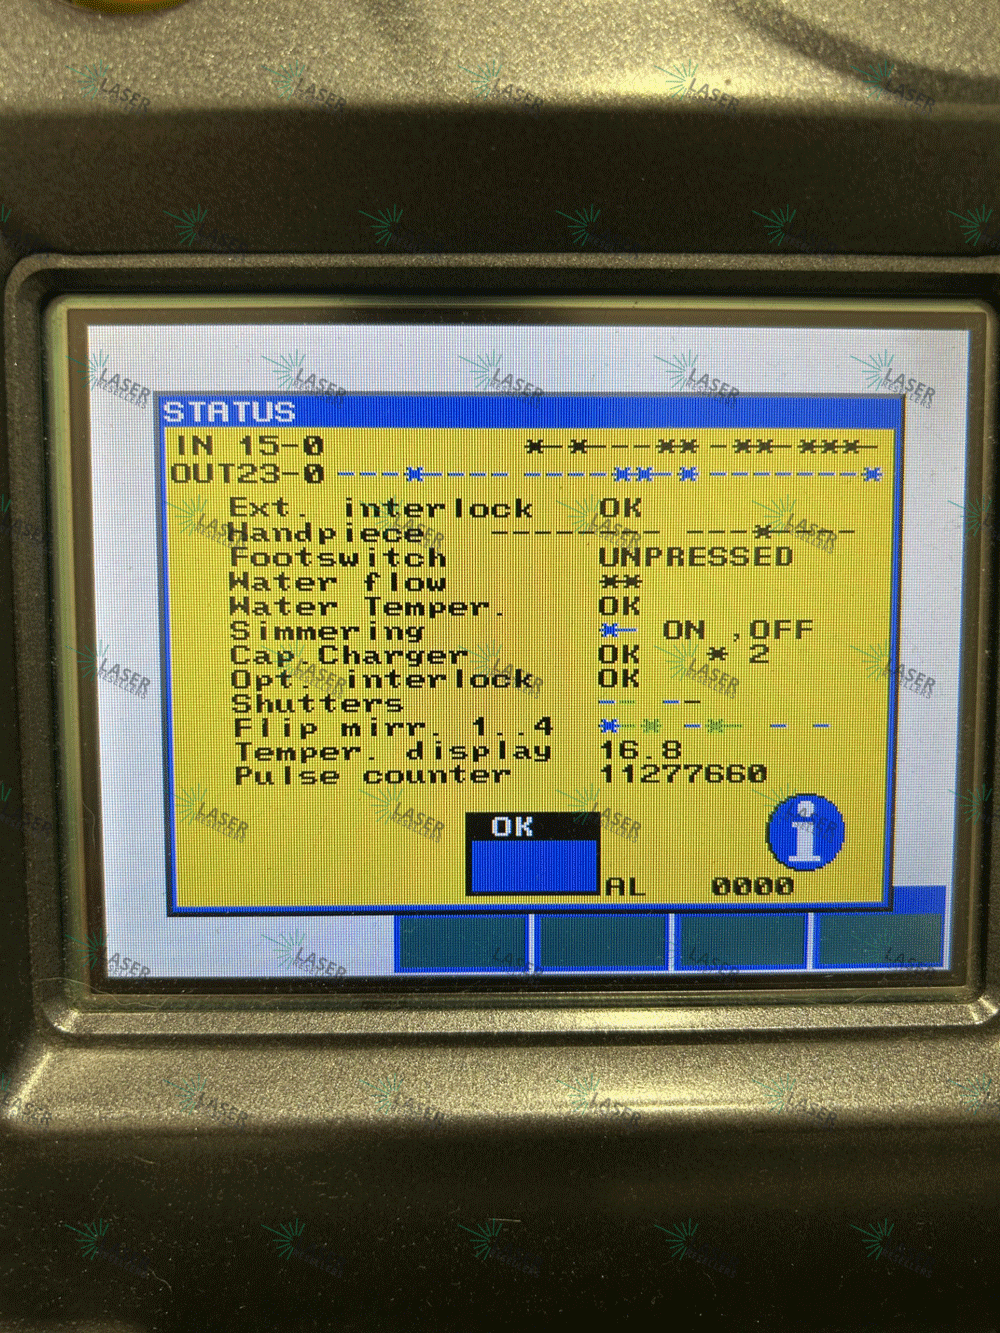 STATUS
IN 15-0 *-*---**-**-***-
OUT23-0 ---*---- -----**-* -------*
Ext. interlock OK
Handpiece -------- ---*----
Footswitch UNPRESSED
Water flow **
Water Temper. OK
Simmering *- ON ,OFF
Cap Charger OK * 2
Opt. interlock OK
Shutters -- --
Flip mirr. 1..4 *-*- -*- - -
Temper. display 16.8
Pulse counter 11277660
OK
i
AL 0000
LASER
RESELLERS